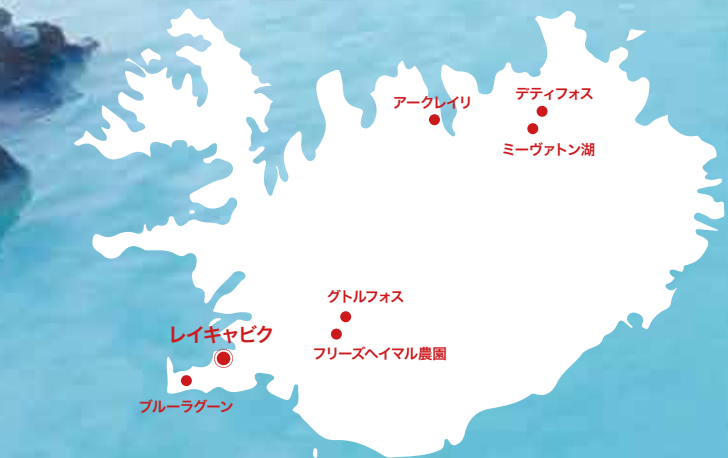 アークレイリ
デティフォス
ミーヴァトン湖
グトルフォス
レイキャビク
フリーズヘイマル農園
ブルーラグーン